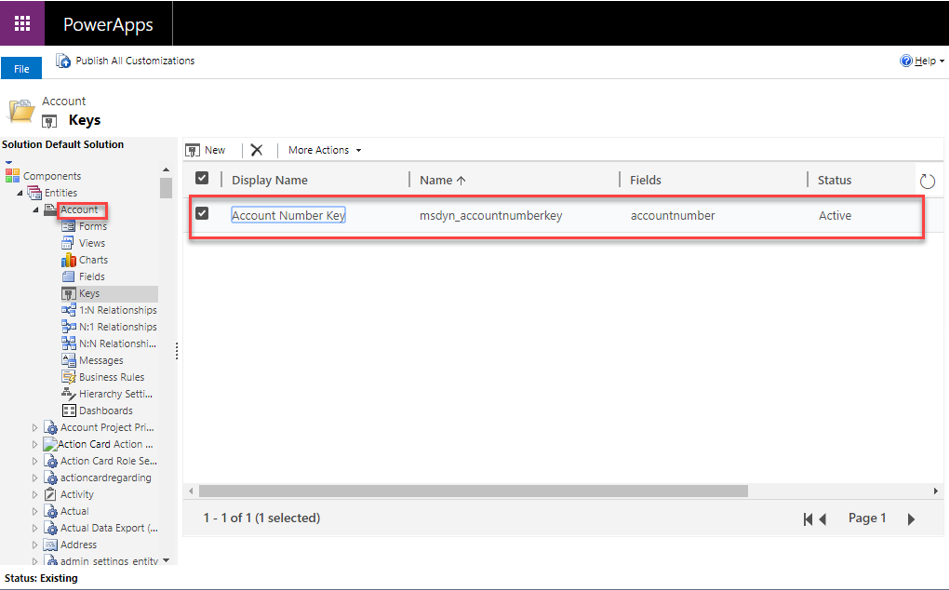 PowerApps
File
Publish All Customizations
Help
Account
Keys
Solution Default Solution
Components
Entities
Account
Forms
Views
Charts
Fields
Keys
1:N Relationships
N:1 Relationships
N:N Relationshi...
Messages
Business Rules
Hierarchy Setti...
Dashboards
Account Project Pri...
Action Card Action ...
Action Card Role Se...
actioncardregarding
Activity
Actual
Actual Data Export (...
Address
admin_settings_entity
New
More Actions
Display Name Name ↑ Fields Status
Account Number Key msdyn_accountnumberkey accountnumber Active
1 - 1 of 1 (1 selected)
Page 1
Status: Existing